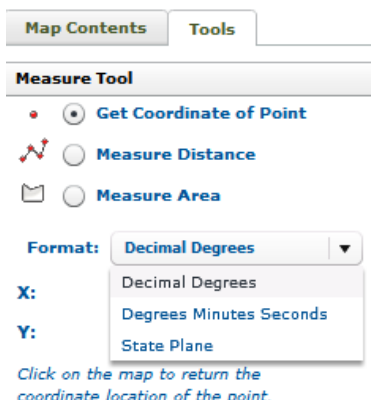 Map Contents Tools
Measure Tool
Get Coordinate of Point
Measure Distance
Measure Area
Format: Decimal Degrees
Decimal Degrees
X:
Degrees Minutes Seconds
Y:
State Plane
Click on the map to return the
coordinate location of the point.